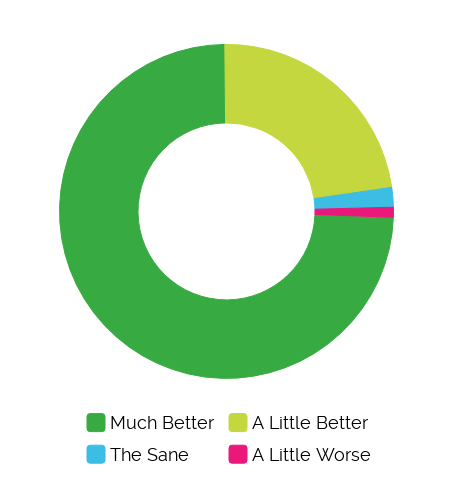 Much Better
A Little Better
The Sane
A Little Worse